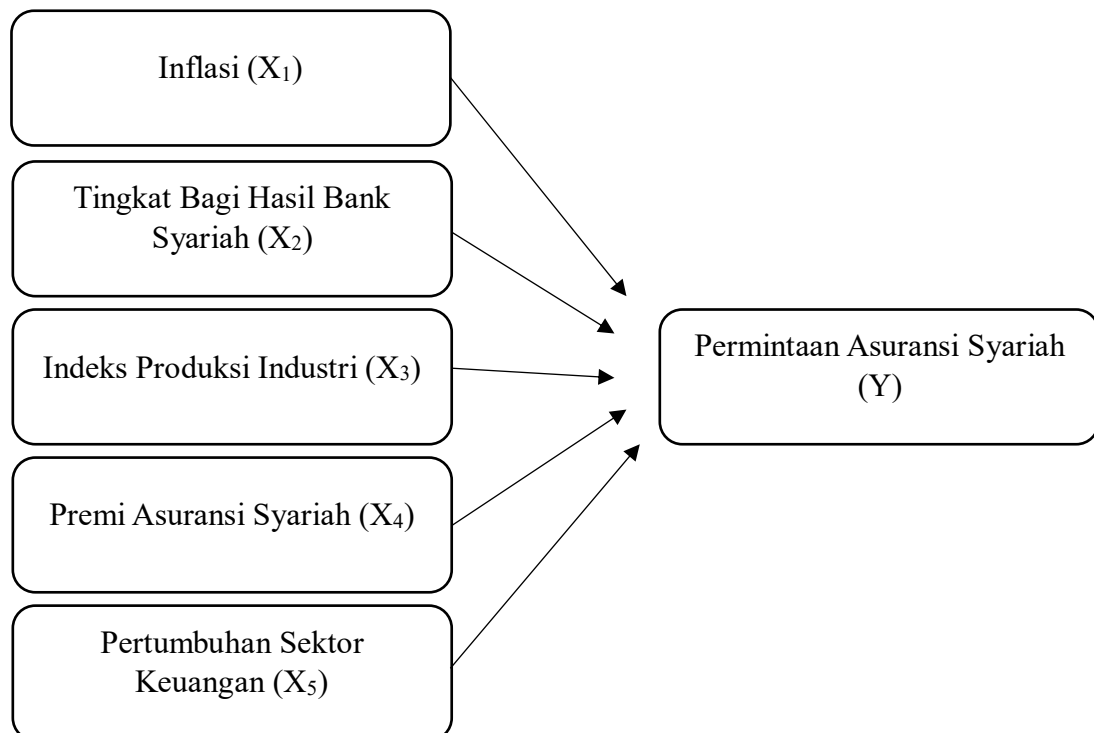 Inflasi (X₁)
Tingkat Bagi Hasil Bank
Syariah (X₂)
Indeks Produksi Industri (X₃)
Premi Asuransi Syariah (X₄)
Pertumbuhan Sektor
Keuangan (X₅)
Permintaan Asuransi Syariah
(Y)